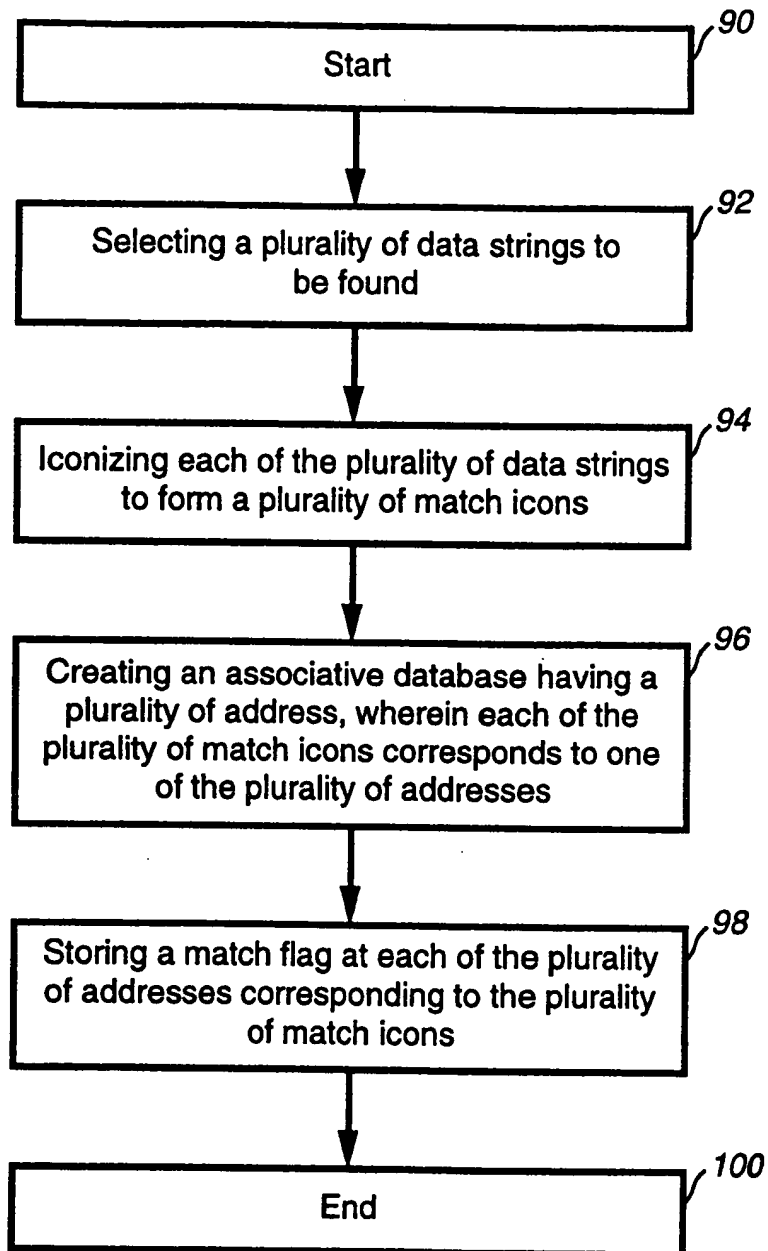 90
Start
92
Selecting a plurality of data strings to
be found
94
Iconizing each of the plurality of data strings
to form a plurality of match icons
96
Creating an associative database having a
plurality of address, wherein each of the
plurality of match icons corresponds to one
of the plurality of addresses
98
Storing a match flag at each of the plurality
of addresses corresponding to the plurality
of match icons
100
End